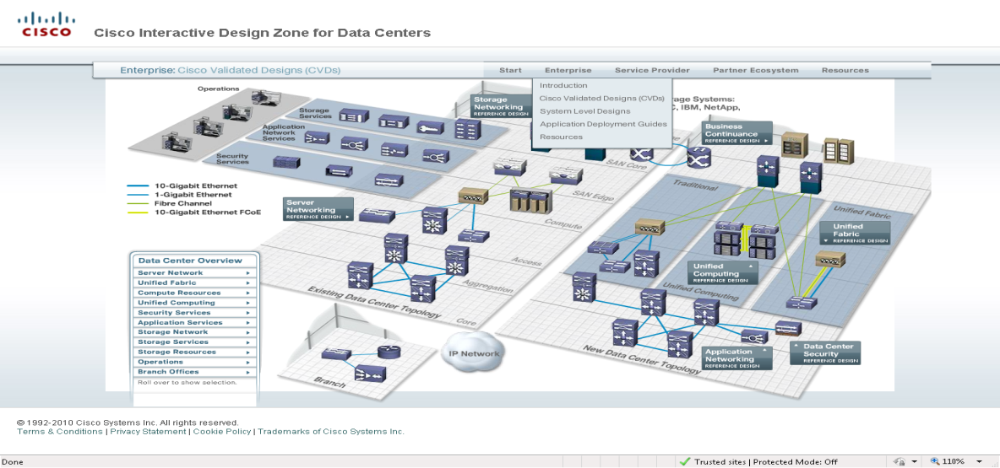 CISCO
Cisco Interactive Design Zone for Data Centers
Enterprise: Cisco Validated Designs (CVDs)
Start
Enterprise
Service Provider
Partner Ecosystem
Resources
Introduction
Cisco Validated Designs (CVDs)
System Level Designs
Application Deployment Guides
Resources
Operations
Storage
Services
Application
Network
Services
Security
Services
Storage
Networking
REFERENCE DESIGN
rage Systems:
C, IBM, NetApp,
Business
Continuance
REFERENCE DESIGN
SAN Core
SAN Edge
Compute
Access
Aggregation
Core
Existing Data Center Topology
10-Gigabit Ethernet
1-Gigabit Ethernet
Fibre Channel
10-Gigabit Ethernet FCoE
Server
Networking
REFERENCE DESIGN
Traditional
Unified Fabric
Unified
Fabric
REFERENCE DESIGN
Unified
Computing
REFERENCE DESIGN
Unified Computing
New Data Center Topology
Application
Networking
REFERENCE DESIGN
Data Center
Security
REFERENCE DESIGN
IP Network
Branch
Data Center Overview
Server Network
Unified Fabric
Compute Resources
Unified Computing
Security Services
Application Services
Storage Network
Storage Services
Storage Resources
Operations
Branch Offices
Roll over to show selection.
© 1992-2010 Cisco Systems Inc. All rights reserved.
Terms & Conditions | Privacy Statement | Cookie Policy | Trademarks of Cisco Systems Inc.
Done
Trusted sites | Protected Mode: Off
110%